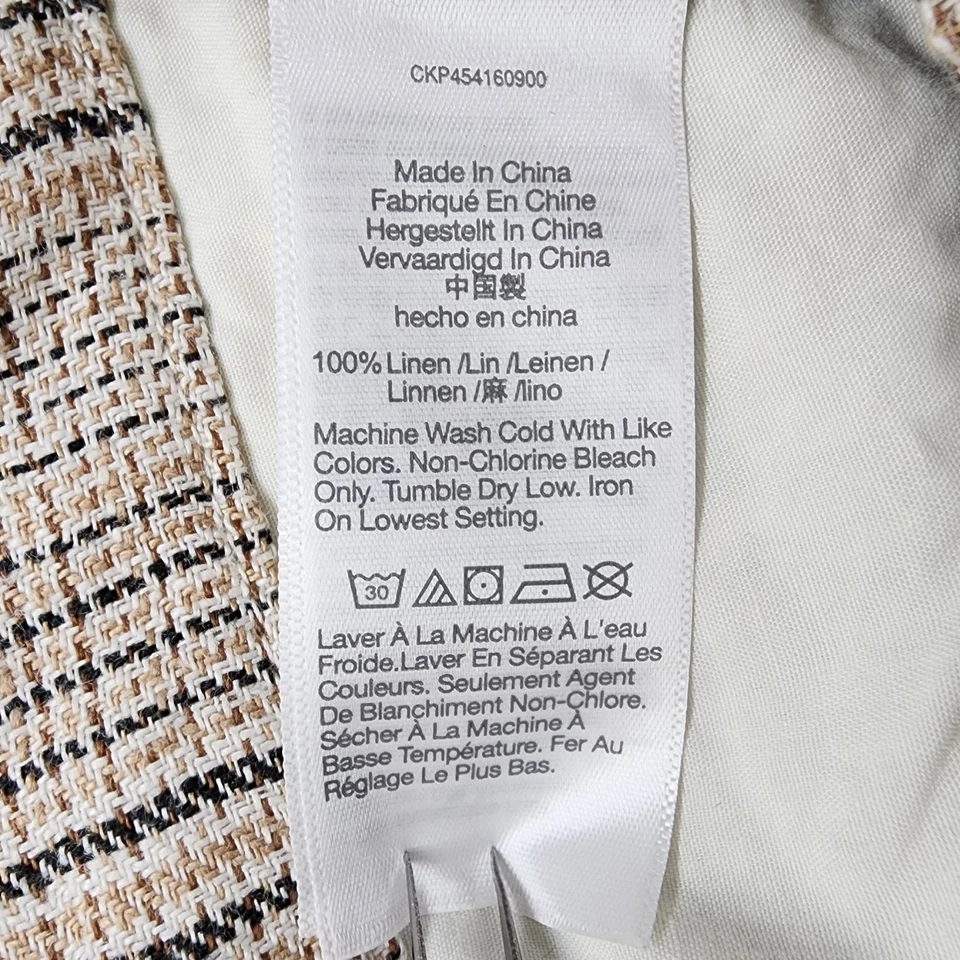 CKP454160900
Made In China
Fabriqué En Chine
Hergestellt In China
Vervaardigd In China
中国製
hecho en china
100% Linen /Lin /Leinen /
Linnen /麻 /lino
Machine Wash Cold With Like
Colors. Non-Chlorine Bleach
Only. Tumble Dry Low. Iron
On Lowest Setting.
30
Laver À La Machine À L'eau
Froide.Laver En Séparant Les
Couleurs. Seulement Agent
De Blanchiment Non-Chlore.
Sécher À La Machine À
Basse Température. Fer Au
Réglage Le Plus Bas.